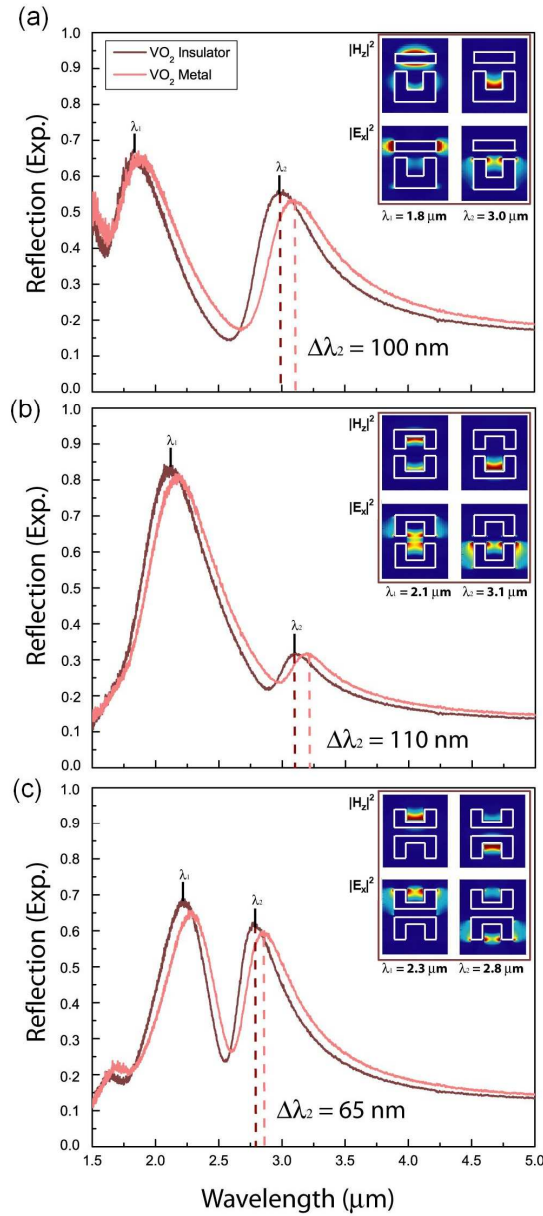 (a)
1.0
0.9
0.8
0.7
0.6
0.5
0.4
0.3
0.2
0.1
0.0
Reflection (Exp.)
VO₂ Insulator
VO₂ Metal
λ₁
λ₂
Δλ₂ = 100 nm
|Hz|²
|Ex|²
λ₁ = 1.8 μm
λ₂ = 3.0 μm
(b)
0.9
0.8
0.7
0.6
0.5
0.4
0.3
0.2
0.1
0.0
Reflection (Exp.)
λ₁
λ₂
Δλ₂ = 110 nm
|Hz|²
|Ex|²
λ₁ = 2.1 μm
λ₂ = 3.1 μm
(c)
1.0
0.9
0.8
0.7
0.6
0.5
0.4
0.3
0.2
0.1
0.0
Reflection (Exp.)
λ₁
λ₂
Δλ₂ = 65 nm
|Hz|²
|Ex|²
λ₁ = 2.3 μm
λ₂ = 2.8 μm
1.5 2.0 2.5 3.0 3.5 4.0 4.5 5.0
Wavelength (μm)